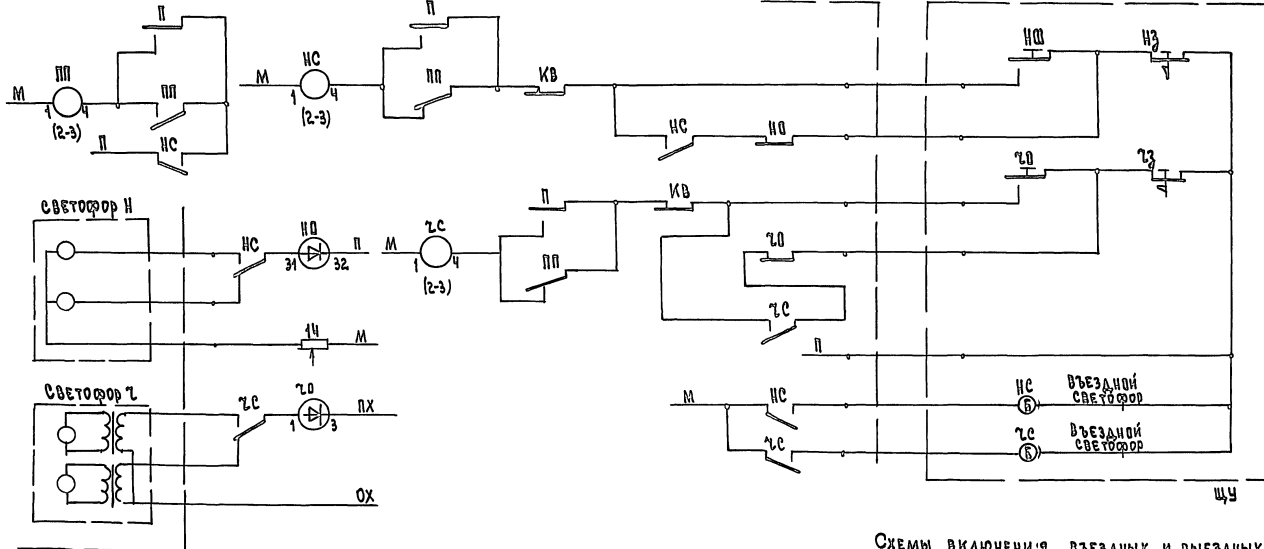 П
ПП
М
1
4
(2-3)
ПП
П
НС
П
НС
М
1
4
(2-3)
ПП
КВ
НС
НО
НО
НЗ
СВЕТОФОР Н
НС
НО
31
32
П
14
М
М
ЧС
1
4
(2-3)
П
ПП
КВ
ЧО
ЧС
П
ЧО
ЧЗ
СВЕТОФОР Ч
ЧС
ЧО
1
3
ПХ
ОХ
М
НС
ЧС
НС
ВЪЕЗДНОЙ
СВЕТОФОР
ЧС
ВЪЕЗДНОЙ
СВЕТОФОР
ЩУ
СХЕМЫ ВКЛЮЧЕНИЯ ВЪЕЗДНЫХ И ВЫЕЗДНЫХ